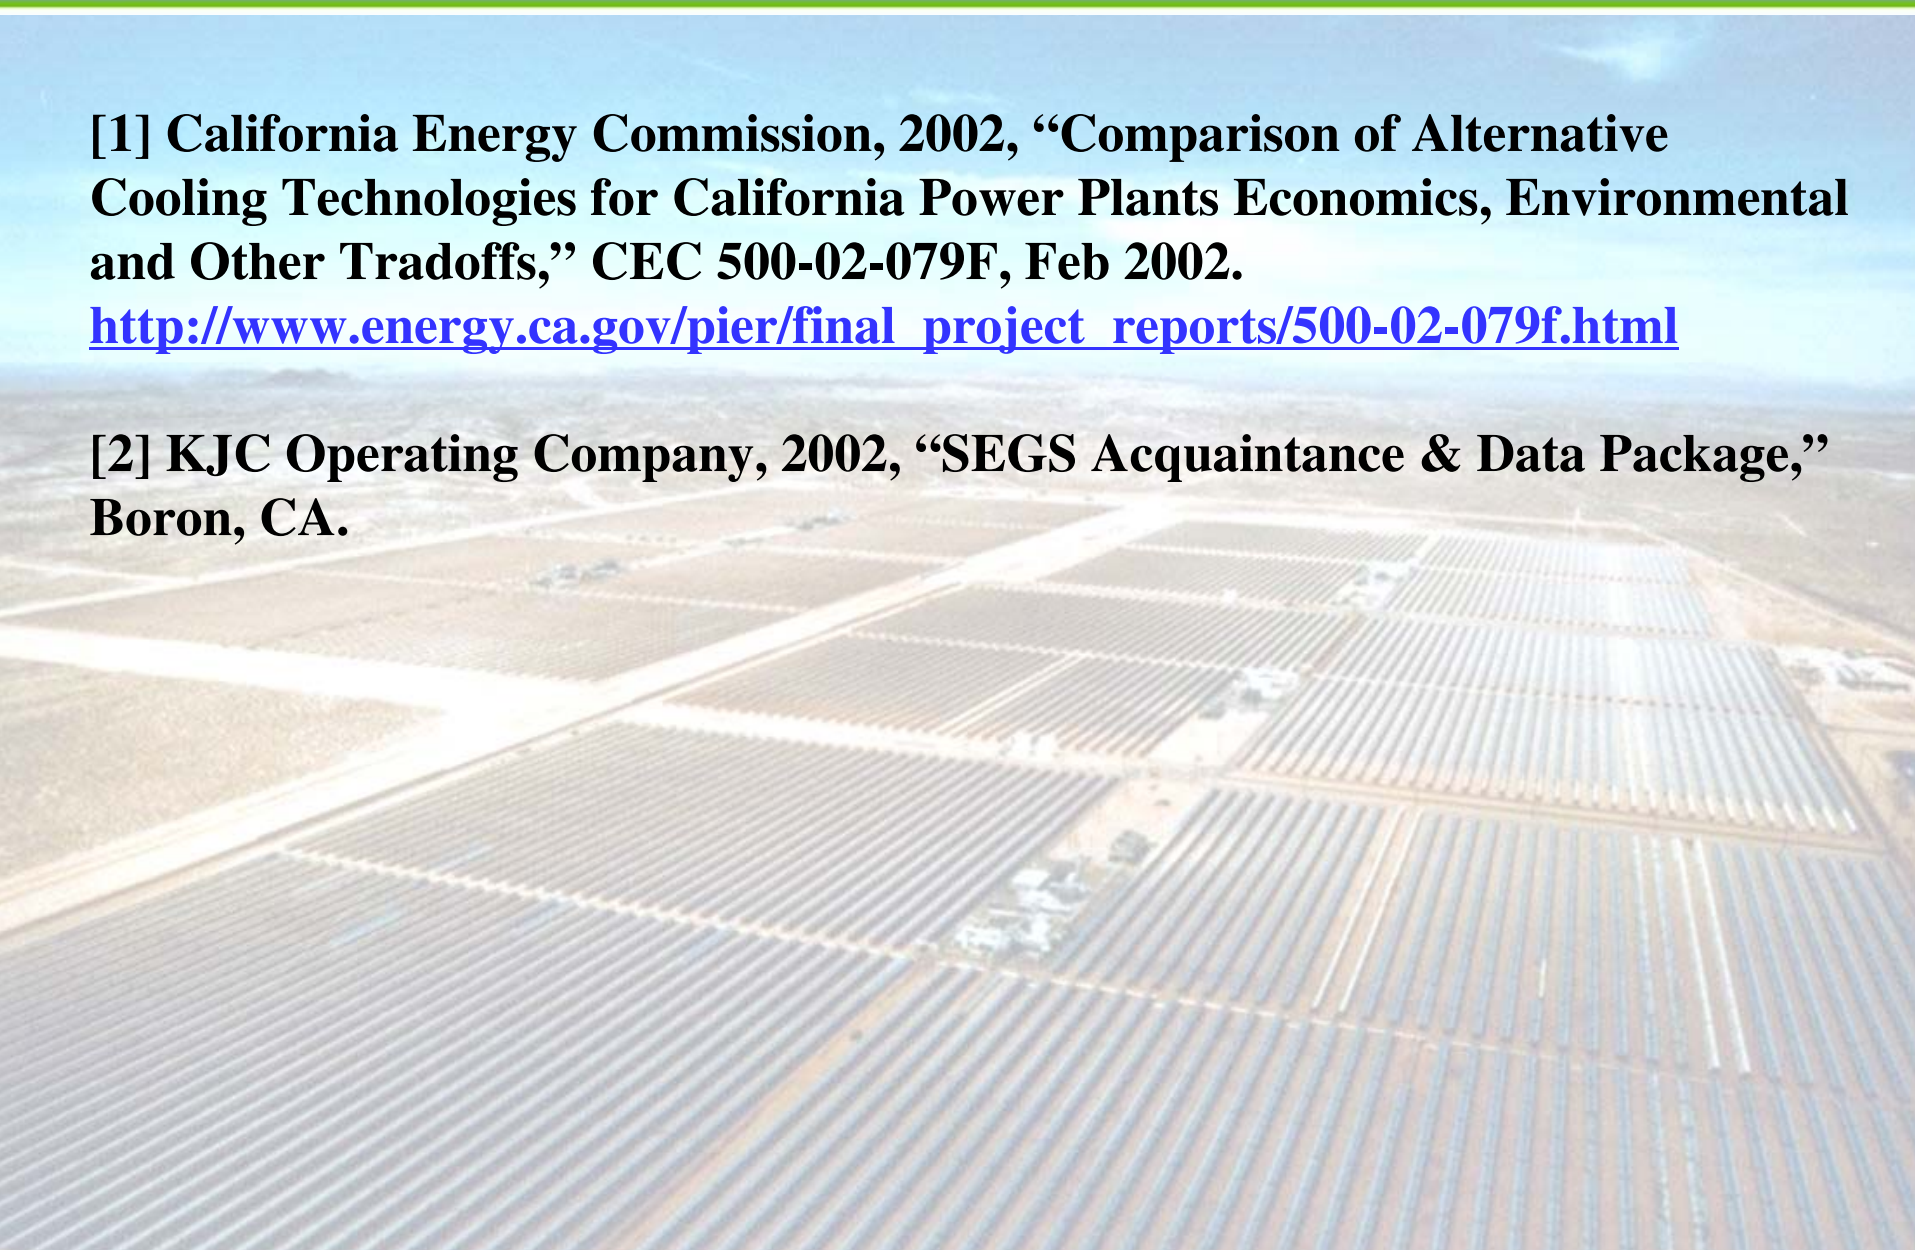 [1] California Energy Commission, 2002, “Comparison of Alternative
Cooling Technologies for California Power Plants Economics, Environmental
and Other Tradoffs,” CEC 500-02-079F, Feb 2002.
http://www.energy.ca.gov/pier/final_project_reports/500-02-079f.html
[2] KJC Operating Company, 2002, “SEGS Acquaintance & Data Package,”
Boron, CA.